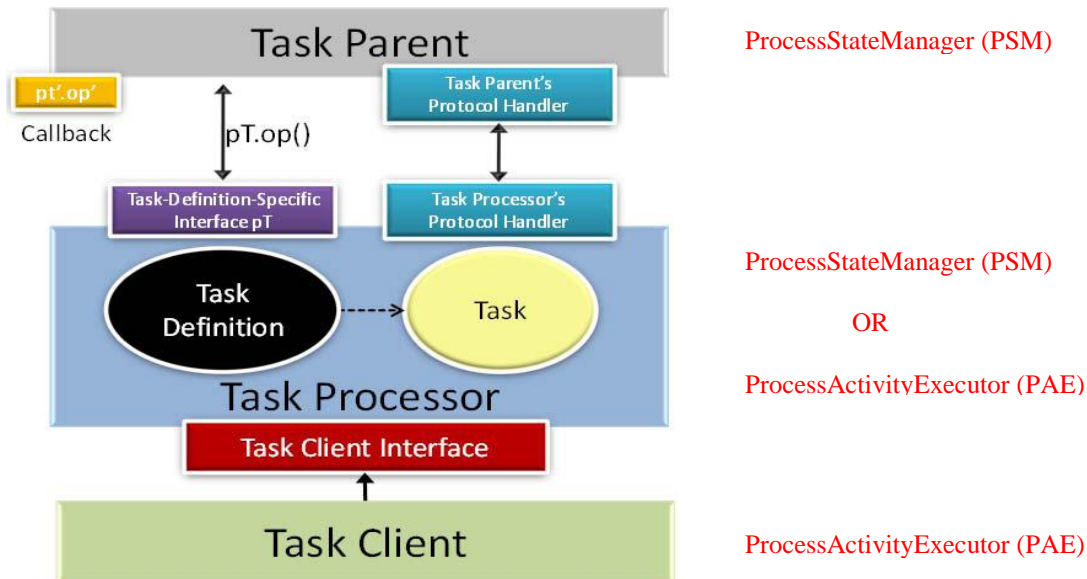 Task Parent
ProcessStateManager (PSM)
pt'.op'
Callback
pT.op()
Task Parent's
Protocol Handler
Task-Definition-Specific
Interface pT
Task Processor's
Protocol Handler
Task
Definition
Task
Task Processor
ProcessStateManager (PSM)
OR
ProcessActivityExecutor (PAE)
Task Client Interface
Task Client
ProcessActivityExecutor (PAE)